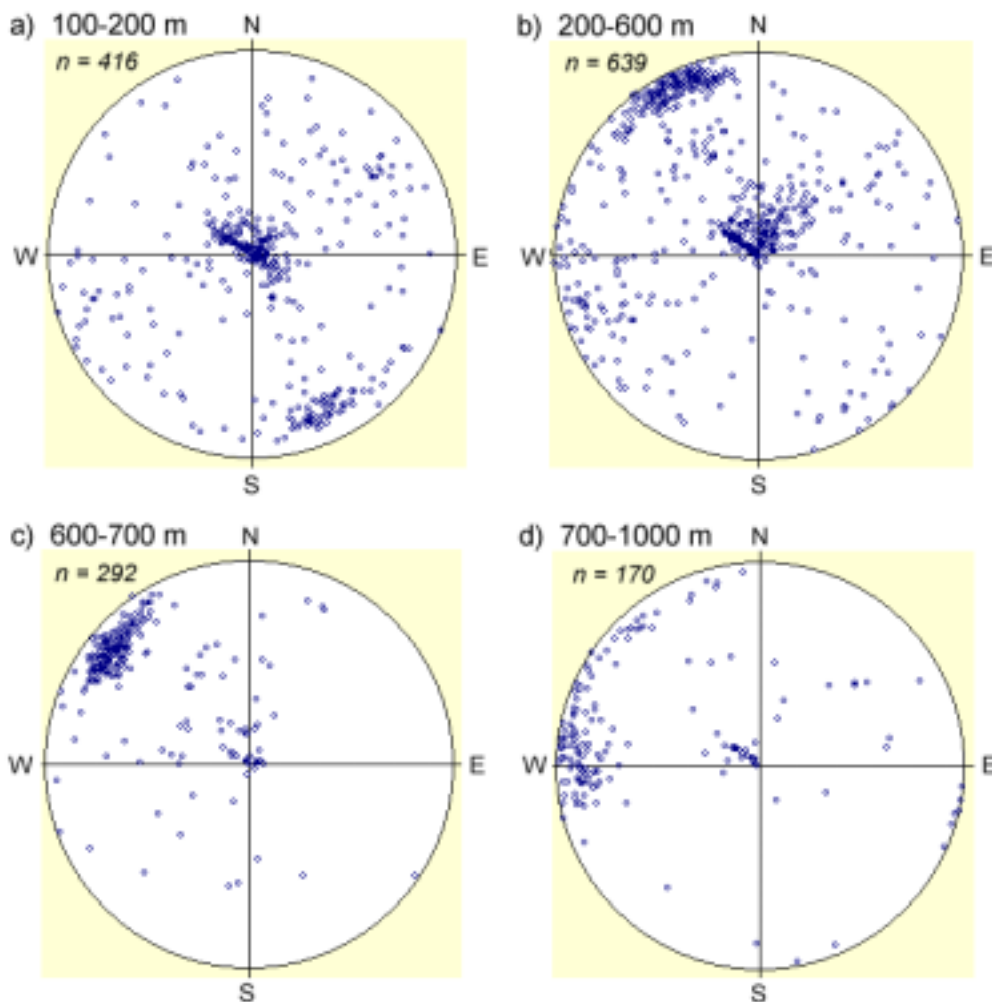 a) 100-200 m
n = 416
N
W
E
S
b) 200-600 m
n = 639
N
W
E
S
c) 600-700 m
n = 292
N
W
E
S
d) 700-1000 m
n = 170
N
W
E
S